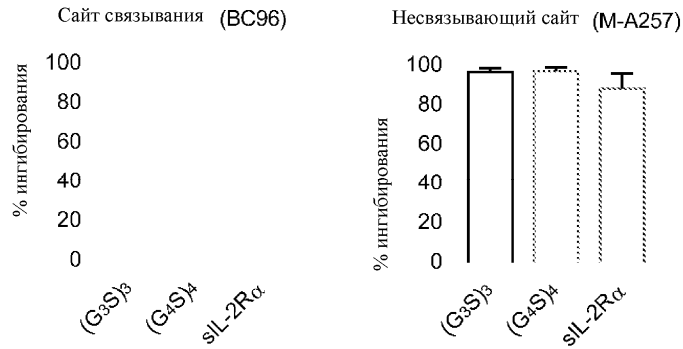 Сайт связывания (BC96)
% ингибирования
100
80
60
40
20
0
(G3S)3
(G4S)4
sIL-2Rα
Несвязывающий сайт (M-A257)
% ингибирования
100
80
60
40
20
0
(G3S)3
(G4S)4
sIL-2Rα